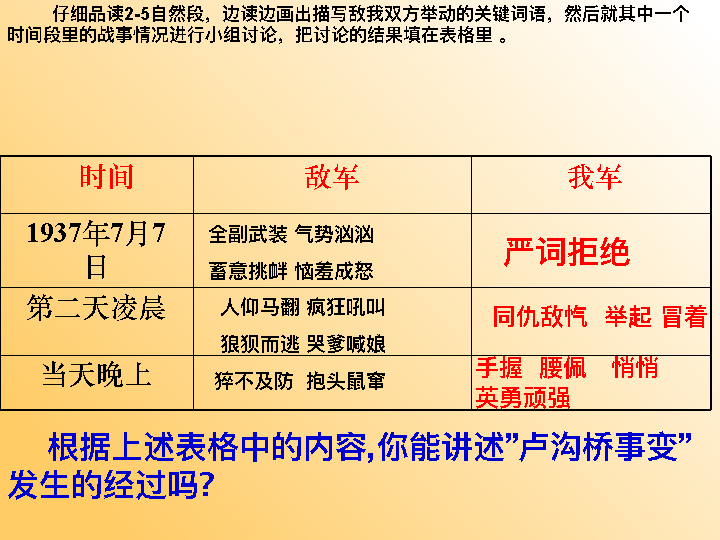 仔细品读2-5自然段，边读边画出描写敌我双方举动的关键词语，然后就其中一个
时间段里的战事情况进行小组讨论，把讨论的结果填在表格里 。
时间 敌军 我军
1937年7月7
日
全副武装 气势汹汹
蓄意挑衅 恼羞成怒
严词拒绝
第二天凌晨
人仰马翻 疯狂吼叫
狼狈而逃 哭爹喊娘
同仇敌忾 举起 冒着
当天晚上
猝不及防 抱头鼠窜
手握 腰佩 悄悄
英勇顽强
根据上述表格中的内容,你能讲述”卢沟桥事变”
发生的经过吗?